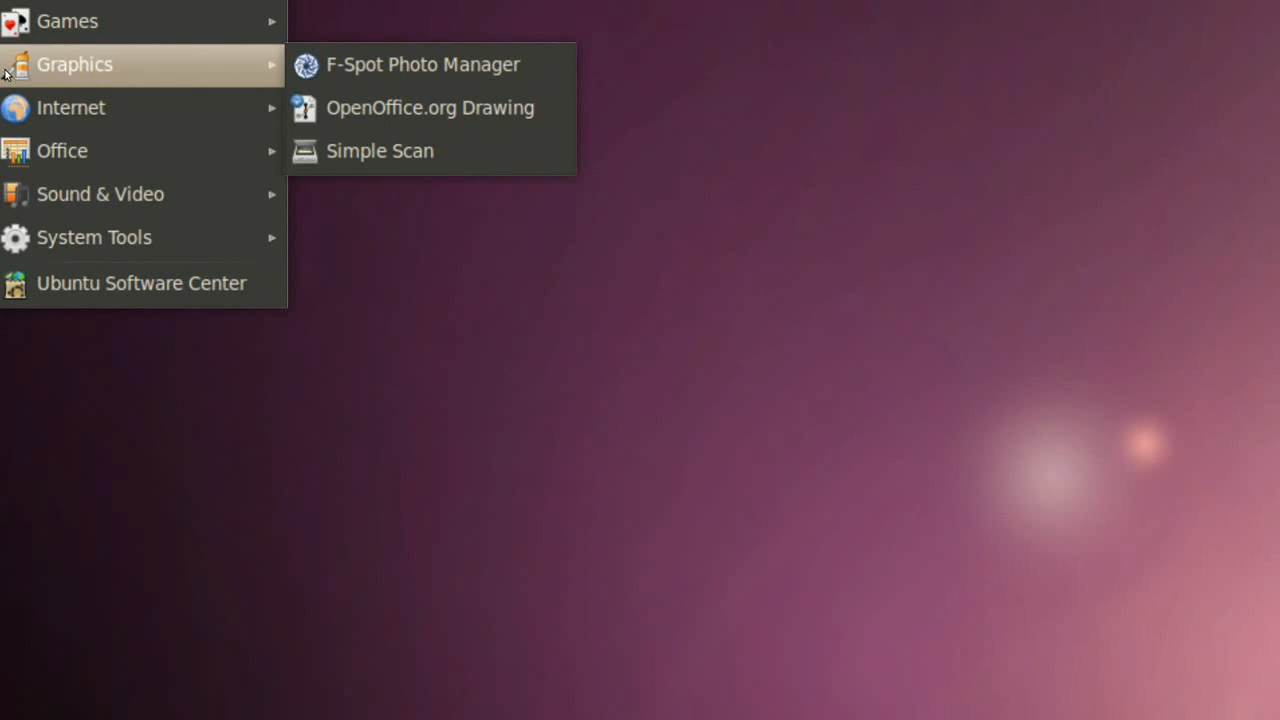 Games
Graphics
Internet
Office
Sound & Video
System Tools
Ubuntu Software Center
F-Spot Photo Manager
OpenOffice.org Drawing
Simple Scan